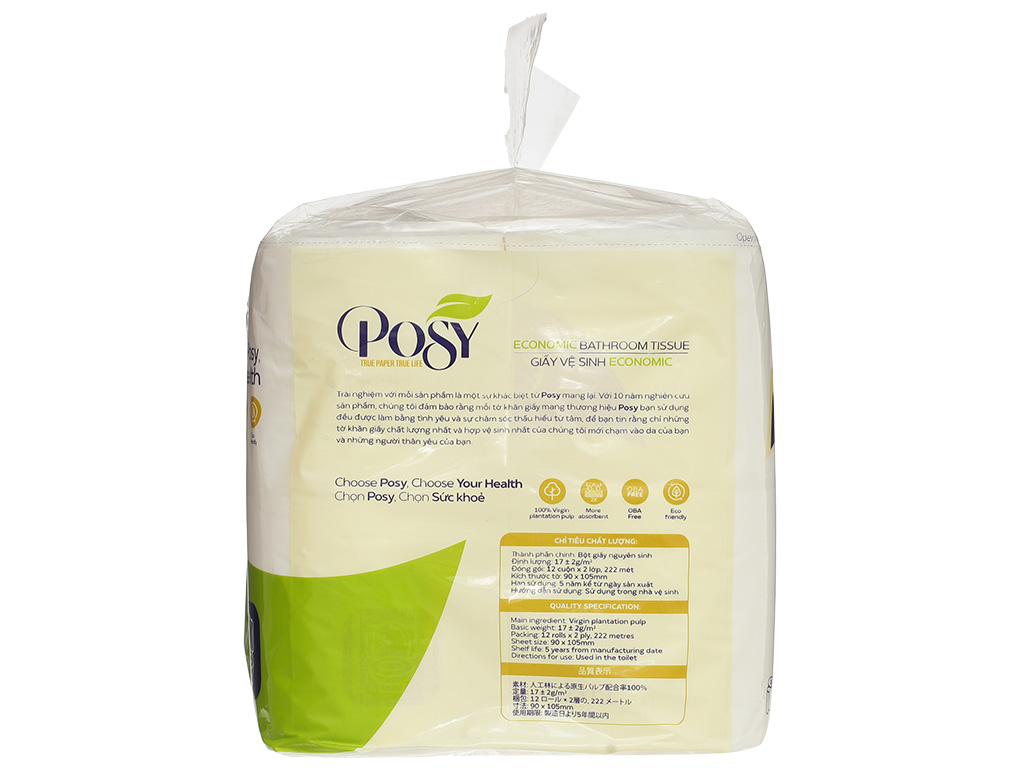 Open
POSY
TRUE PAPER TRUE LIFE
ECONOMIC BATHROOM TISSUE
GIẤY VỆ SINH ECONOMIC
Trải nghiệm với mỗi sản phẩm là một sự khác biệt từ Posy mang lại. Với 10 năm nghiên cứu
sản phẩm, chúng tôi đảm bảo rằng mỗi tờ khăn giấy mang thương hiệu Posy bạn sử dụng
đều được làm bằng tình yêu và sự chăm sóc thấu hiểu từ tâm, để bạn tin rằng chỉ những
tờ khăn giấy chất lượng nhất và hợp vệ sinh nhất của chúng tôi mới chạm vào da của bạn
và những người thân yêu của bạn.
Choose Posy, Choose Your Health
Chọn Posy, Chọn Sức khoẻ
100% Virgin
plantation pulp
2X
More
absorbent
OBA
FREE
OBA
Free
Eco
friendly
CHỈ TIÊU CHẤT LƯỢNG:
Thành phần chính: Bột giấy nguyên sinh
Định lượng: 17 ± 2g/m²
Đóng gói: 12 cuộn x 2 lớp, 222 mét
Kích thước tờ: 90 x 105mm
Hạn sử dụng: 5 năm kể từ ngày sản xuất
Hướng dẫn sử dụng: Sử dụng trong nhà vệ sinh
QUALITY SPECIFICATION:
Main ingredient: Virgin plantation pulp
Basic weight: 17 ± 2g/m²
Packing: 12 rolls x 2 ply, 222 metres
Sheet size: 90 x 105mm
Shelf life: 5 years from manufacturing date
Directions for use: Used in the toilet
品質表示
素材: 人工林による原生パルプ配合率100%
定量: 17 ± 2g/m²
梱包: 12 ロール × 2層の, 222 メートル
寸法: 90 x 105mm
使用期限: 製造日より5年間以内